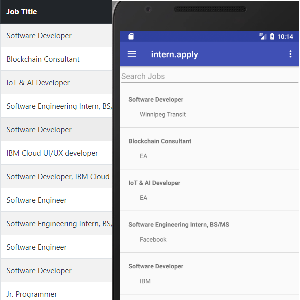 Job Title
Software Developer
Blockchain Consultant
IoT & AI Developer
Software Engineering Intern, BS/
Software Developer
IBM Cloud UI/UX developer
Software Developer, IBM Cloud
Software Engineer
Software Engineering Intern, BS/
Software Engineer
Software Developer
Jr. Programmer
10:14
intern.apply
Search Jobs
Software Developer
Winnipeg Transit
Blockchain Consultant
EA
IoT & AI Developer
EA
Software Engineering Intern, BS/MS
Facebook
Software Developer
IBM